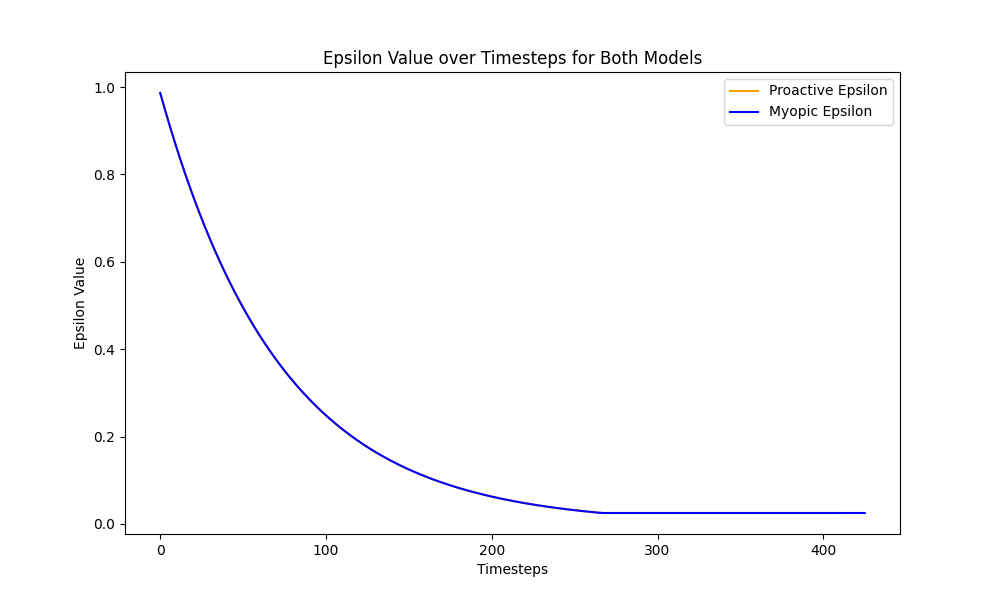 Epsilon Value over Timesteps for Both Models
Proactive Epsilon
Myopic Epsilon
1.0
0.8
0.6
0.4
0.2
0.0
Epsilon Value
0 100 200 300 400
Timesteps